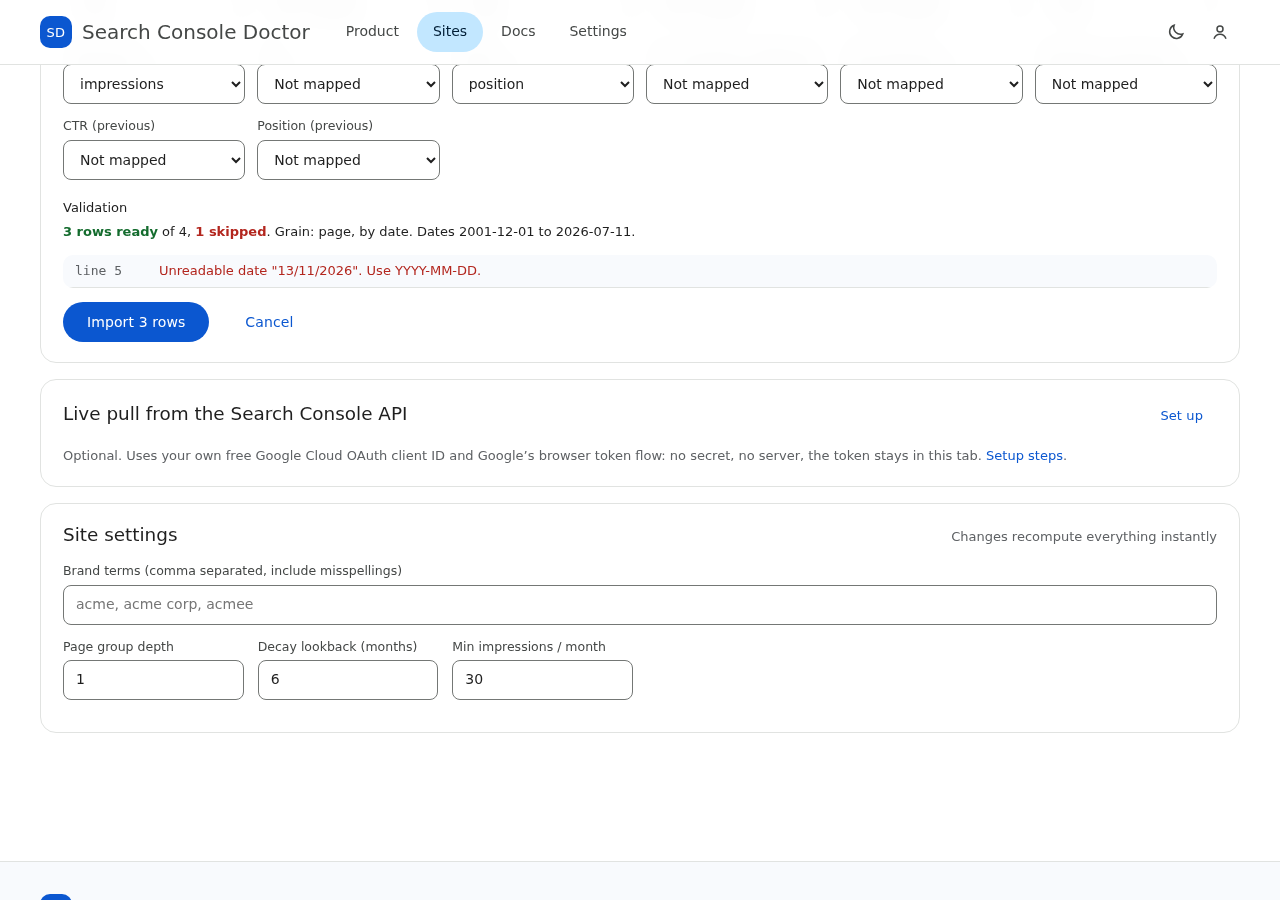 SD Search Console Doctor Product Sites Docs Settings
impressions Not mapped position Not mapped Not mapped Not mapped
CTR (previous) Position (previous)
Not mapped Not mapped
Validation
3 rows ready of 4, 1 skipped. Grain: page, by date. Dates 2001-12-01 to 2026-07-11.
line 5 Unreadable date "13/11/2026". Use YYYY-MM-DD.
Import 3 rows Cancel
Live pull from the Search Console API Set up
Optional. Uses your own free Google Cloud OAuth client ID and Google’s browser token flow: no secret, no server, the token stays in this tab. Setup steps.
Site settings Changes recompute everything instantly
Brand terms (comma separated, include misspellings)
acme, acme corp, acmee
Page group depth Decay lookback (months) Min impressions / month
1 6 30